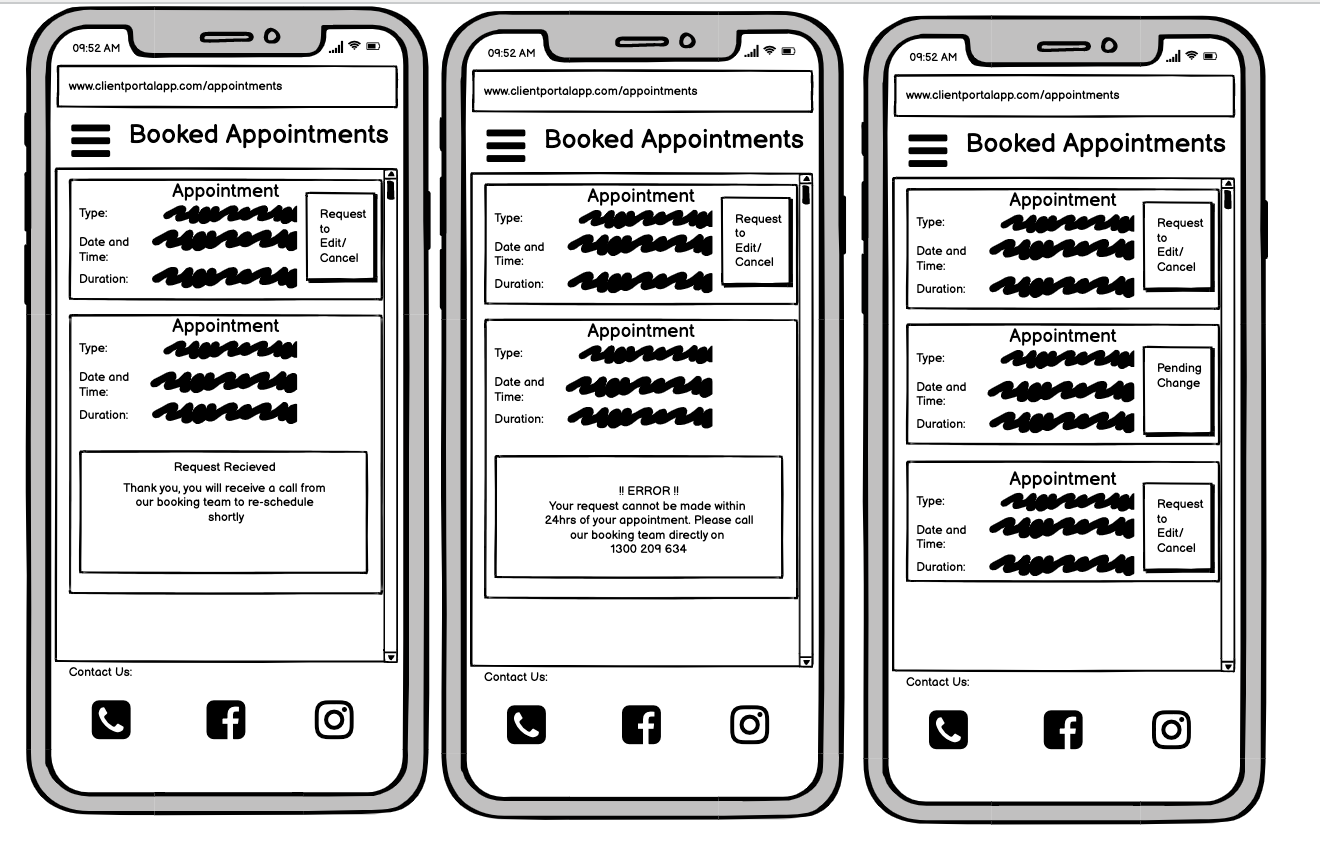 09:52 AM
www.clientportalapp.com/appointments
Booked Appointments
Appointment
Type:
Date and
Time:
Duration:
Request
to
Edit/
Cancel
Appointment
Type:
Date and
Time:
Duration:
Request Recieved
Thank you, you will receive a call from
our booking team to re-schedule
shortly
Contact Us:
09:52 AM
www.clientportalapp.com/appointments
Booked Appointments
Appointment
Type:
Date and
Time:
Duration:
Request
to
Edit/
Cancel
Appointment
Type:
Date and
Time:
Duration:
!! ERROR !!
Your request cannot be made within
24hrs of your appointment. Please call
our booking team directly on
1300 209 634
Contact Us:
09:52 AM
www.clientportalapp.com/appointments
Booked Appointments
Appointment
Type:
Date and
Time:
Duration:
Request
to
Edit/
Cancel
Appointment
Type:
Date and
Time:
Duration:
Pending
Change
Appointment
Type:
Date and
Time:
Duration:
Request
to
Edit/
Cancel
Contact Us: